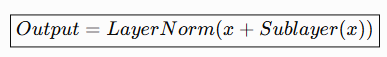 Output = LayerNorm(x + Sublayer(x))